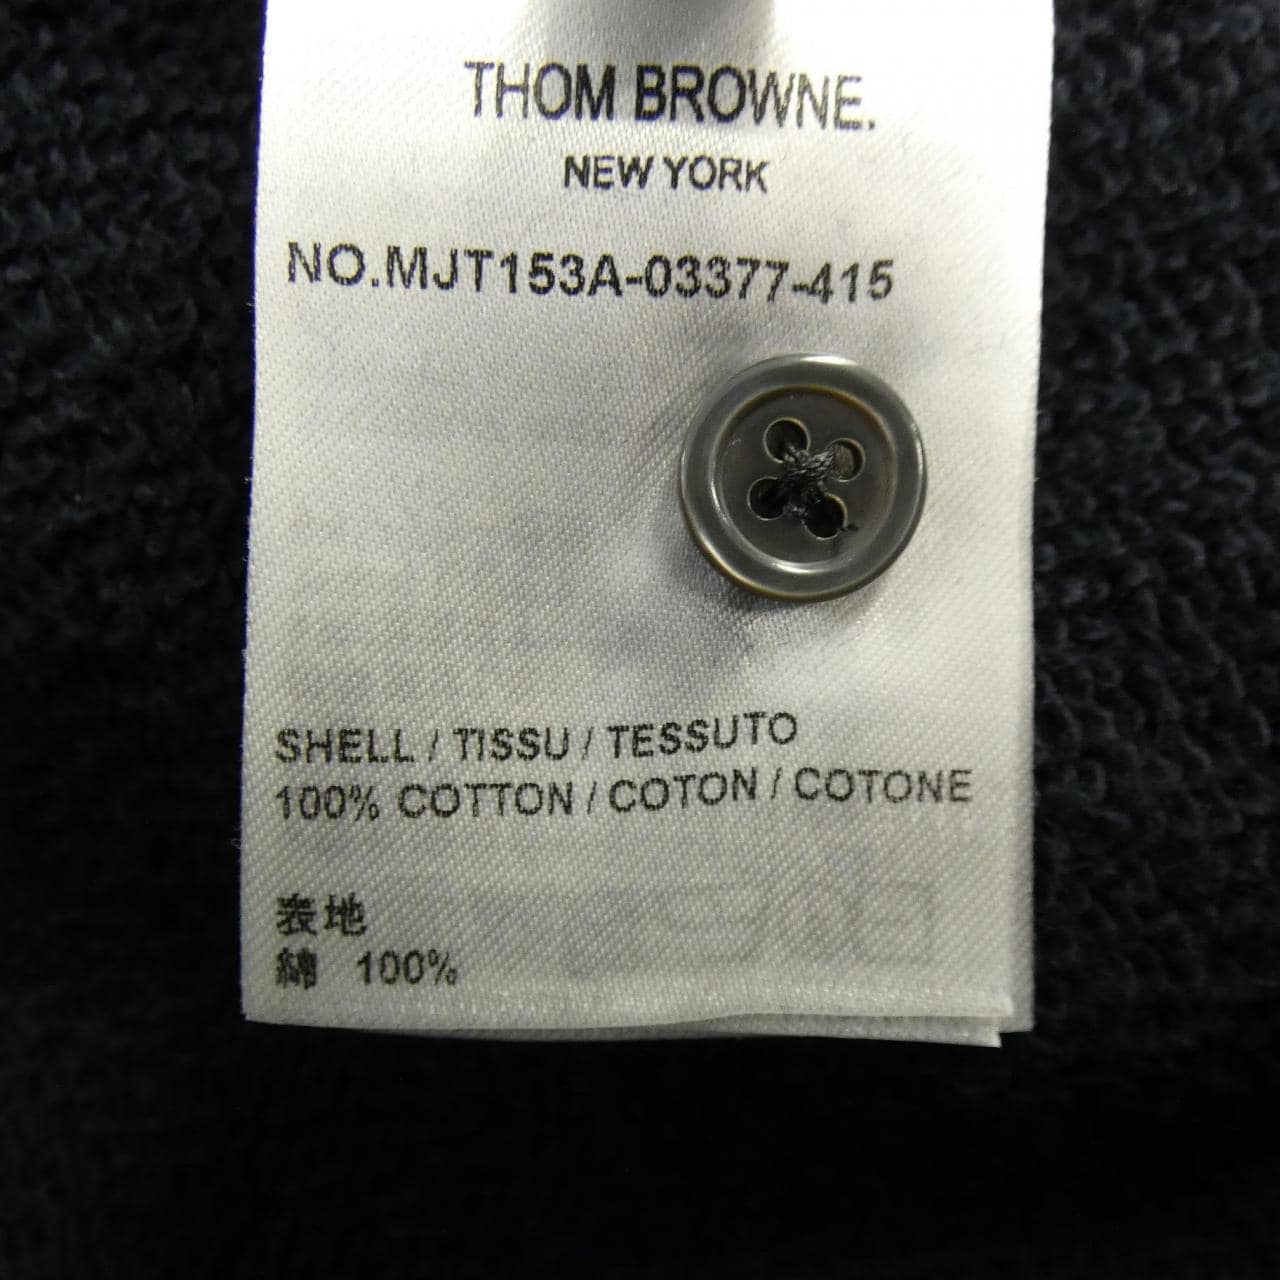 THOM BROWNE.
NEW YORK
NO.MJT153A-03377-415
SHELL / TISSU / TESSUTO
100% COTTON / COTON / COTONE
表地
綿 100%